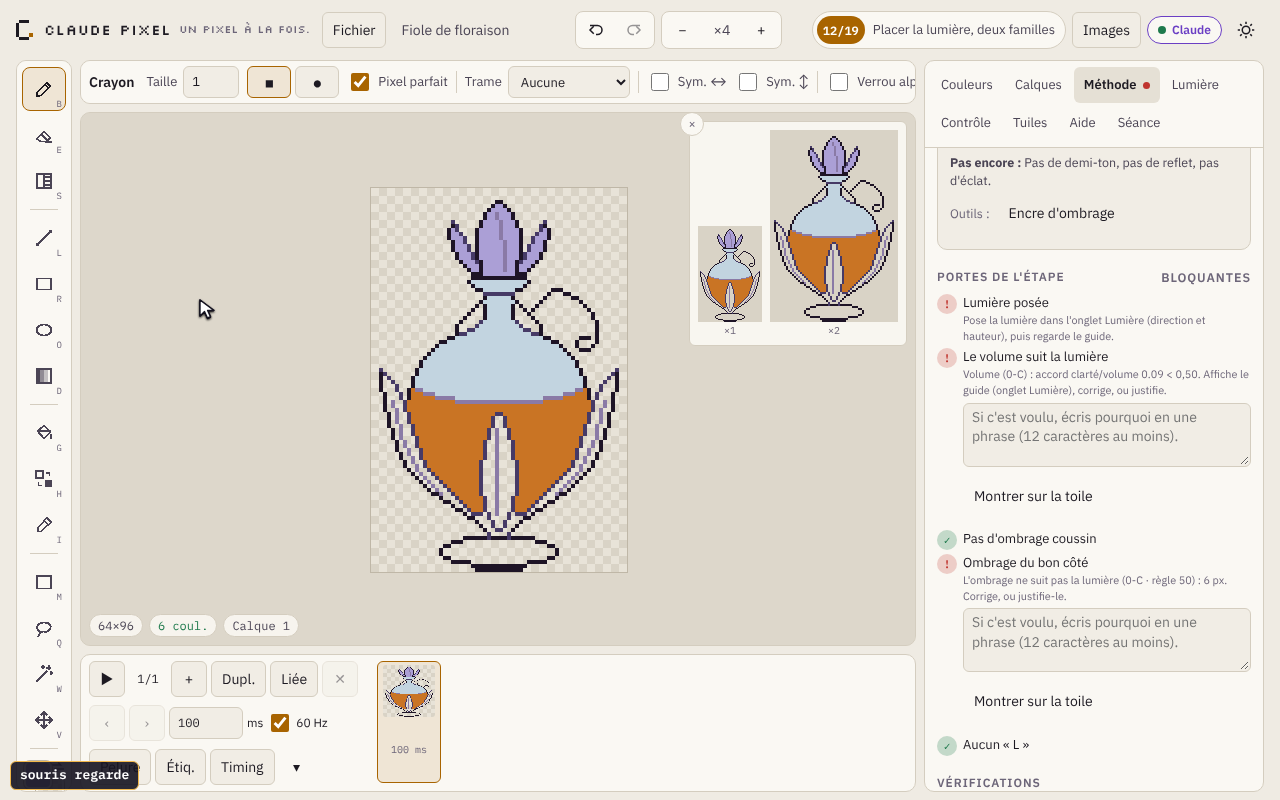 CLAUDE PIXEL UN PIXEL À LA FOIS.
Fichier
Fiole de floraison
− ×4 +
12/19 Placer la lumière, deux familles
Images
Claude
Crayon Taille 1
Pixel parfait
Trame Aucune
Sym. ↔
Sym. ↕
Verrou alp
Couleurs Calques Méthode Lumière
Contrôle Tuiles Aide Séance
B
E
S
L
R
O
D
G
H
I
M
Q
W
V
×
×1 ×2
64×96 6 coul. Calque 1
Pas encore : Pas de demi-ton, pas de reflet, pas
d'éclat.
Outils : Encre d'ombrage
PORTES DE L'ÉTAPE BLOQUANTES
! Lumière posée
Pose la lumière dans l'onglet Lumière (direction et
hauteur), puis regarde le guide.
! Le volume suit la lumière
Volume (0-C) : accord clarté/volume 0.09 < 0,50. Affiche le
guide (onglet Lumière), corrige, ou justifie.
Si c'est voulu, écris pourquoi en une
phrase (12 caractères au moins).
Montrer sur la toile
✓ Pas d'ombrage coussin
! Ombrage du bon côté
L'ombrage ne suit pas la lumière (0-C · règle 50) : 6 px.
Corrige, ou justifie-le.
Si c'est voulu, écris pourquoi en une
phrase (12 caractères au moins).
Montrer sur la toile
✓ Aucun « L »
VÉRIFICATIONS
1/1 + Dupl. Liée ×
‹ › 100 ms 60 Hz
Étiq. Timing ▼
100 ms
souris regarde